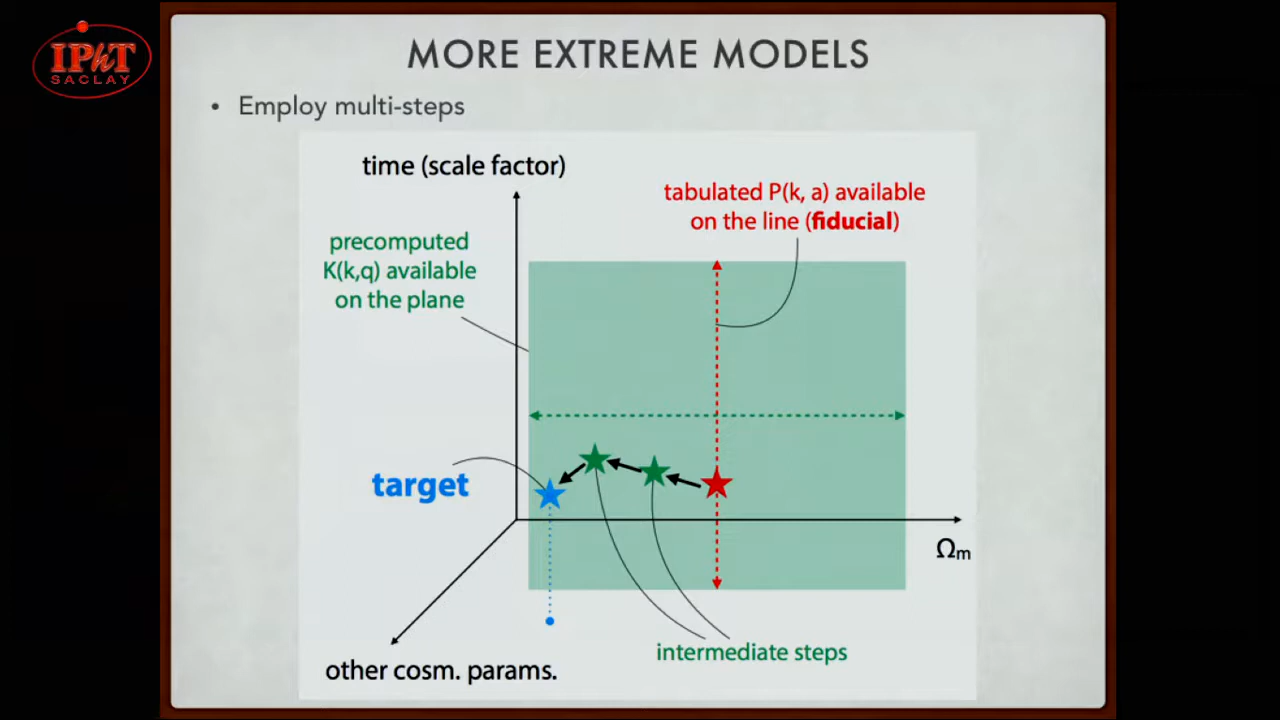 IPhT
SACLAY
MORE EXTREME MODELS
• Employ multi-steps
time (scale factor)
tabulated P(k, a) available
on the line (fiducial)
precomputed
K(k,q) available
on the plane
target
Ωm
intermediate steps
other cosm. params.